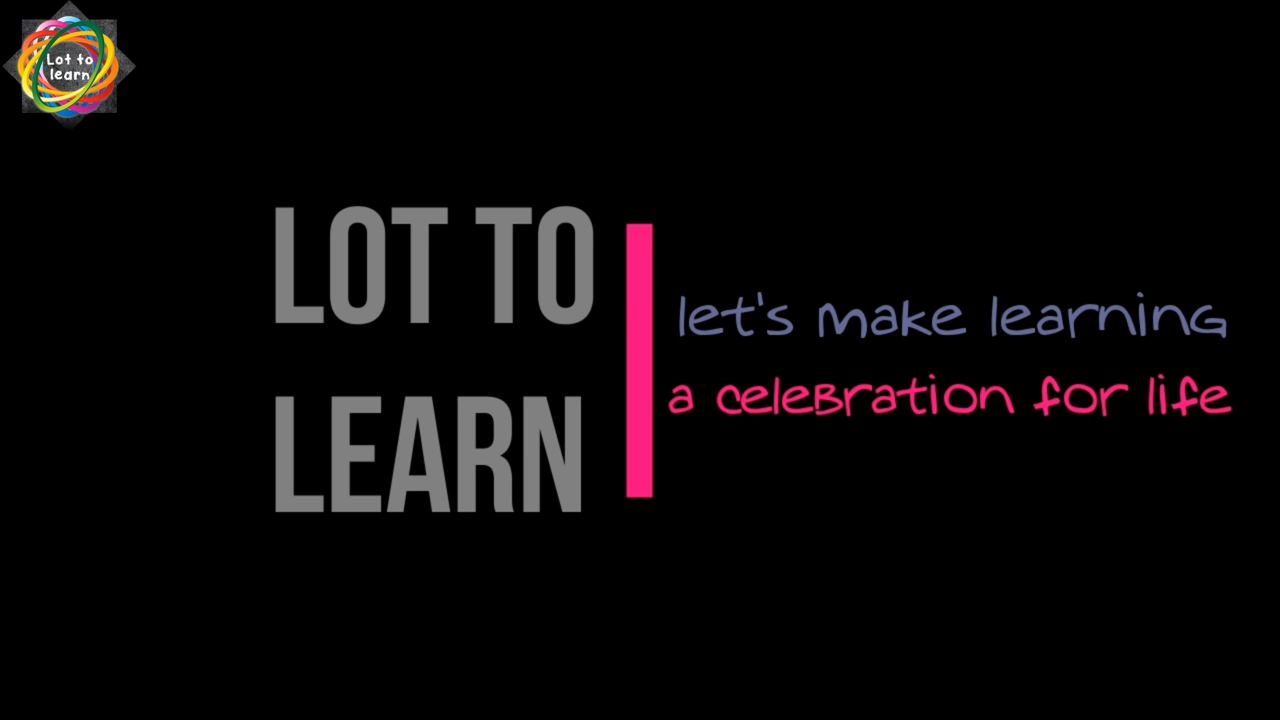 Lot to
learn
LOT TO
LEARN
let's make learning
a celeBration for life